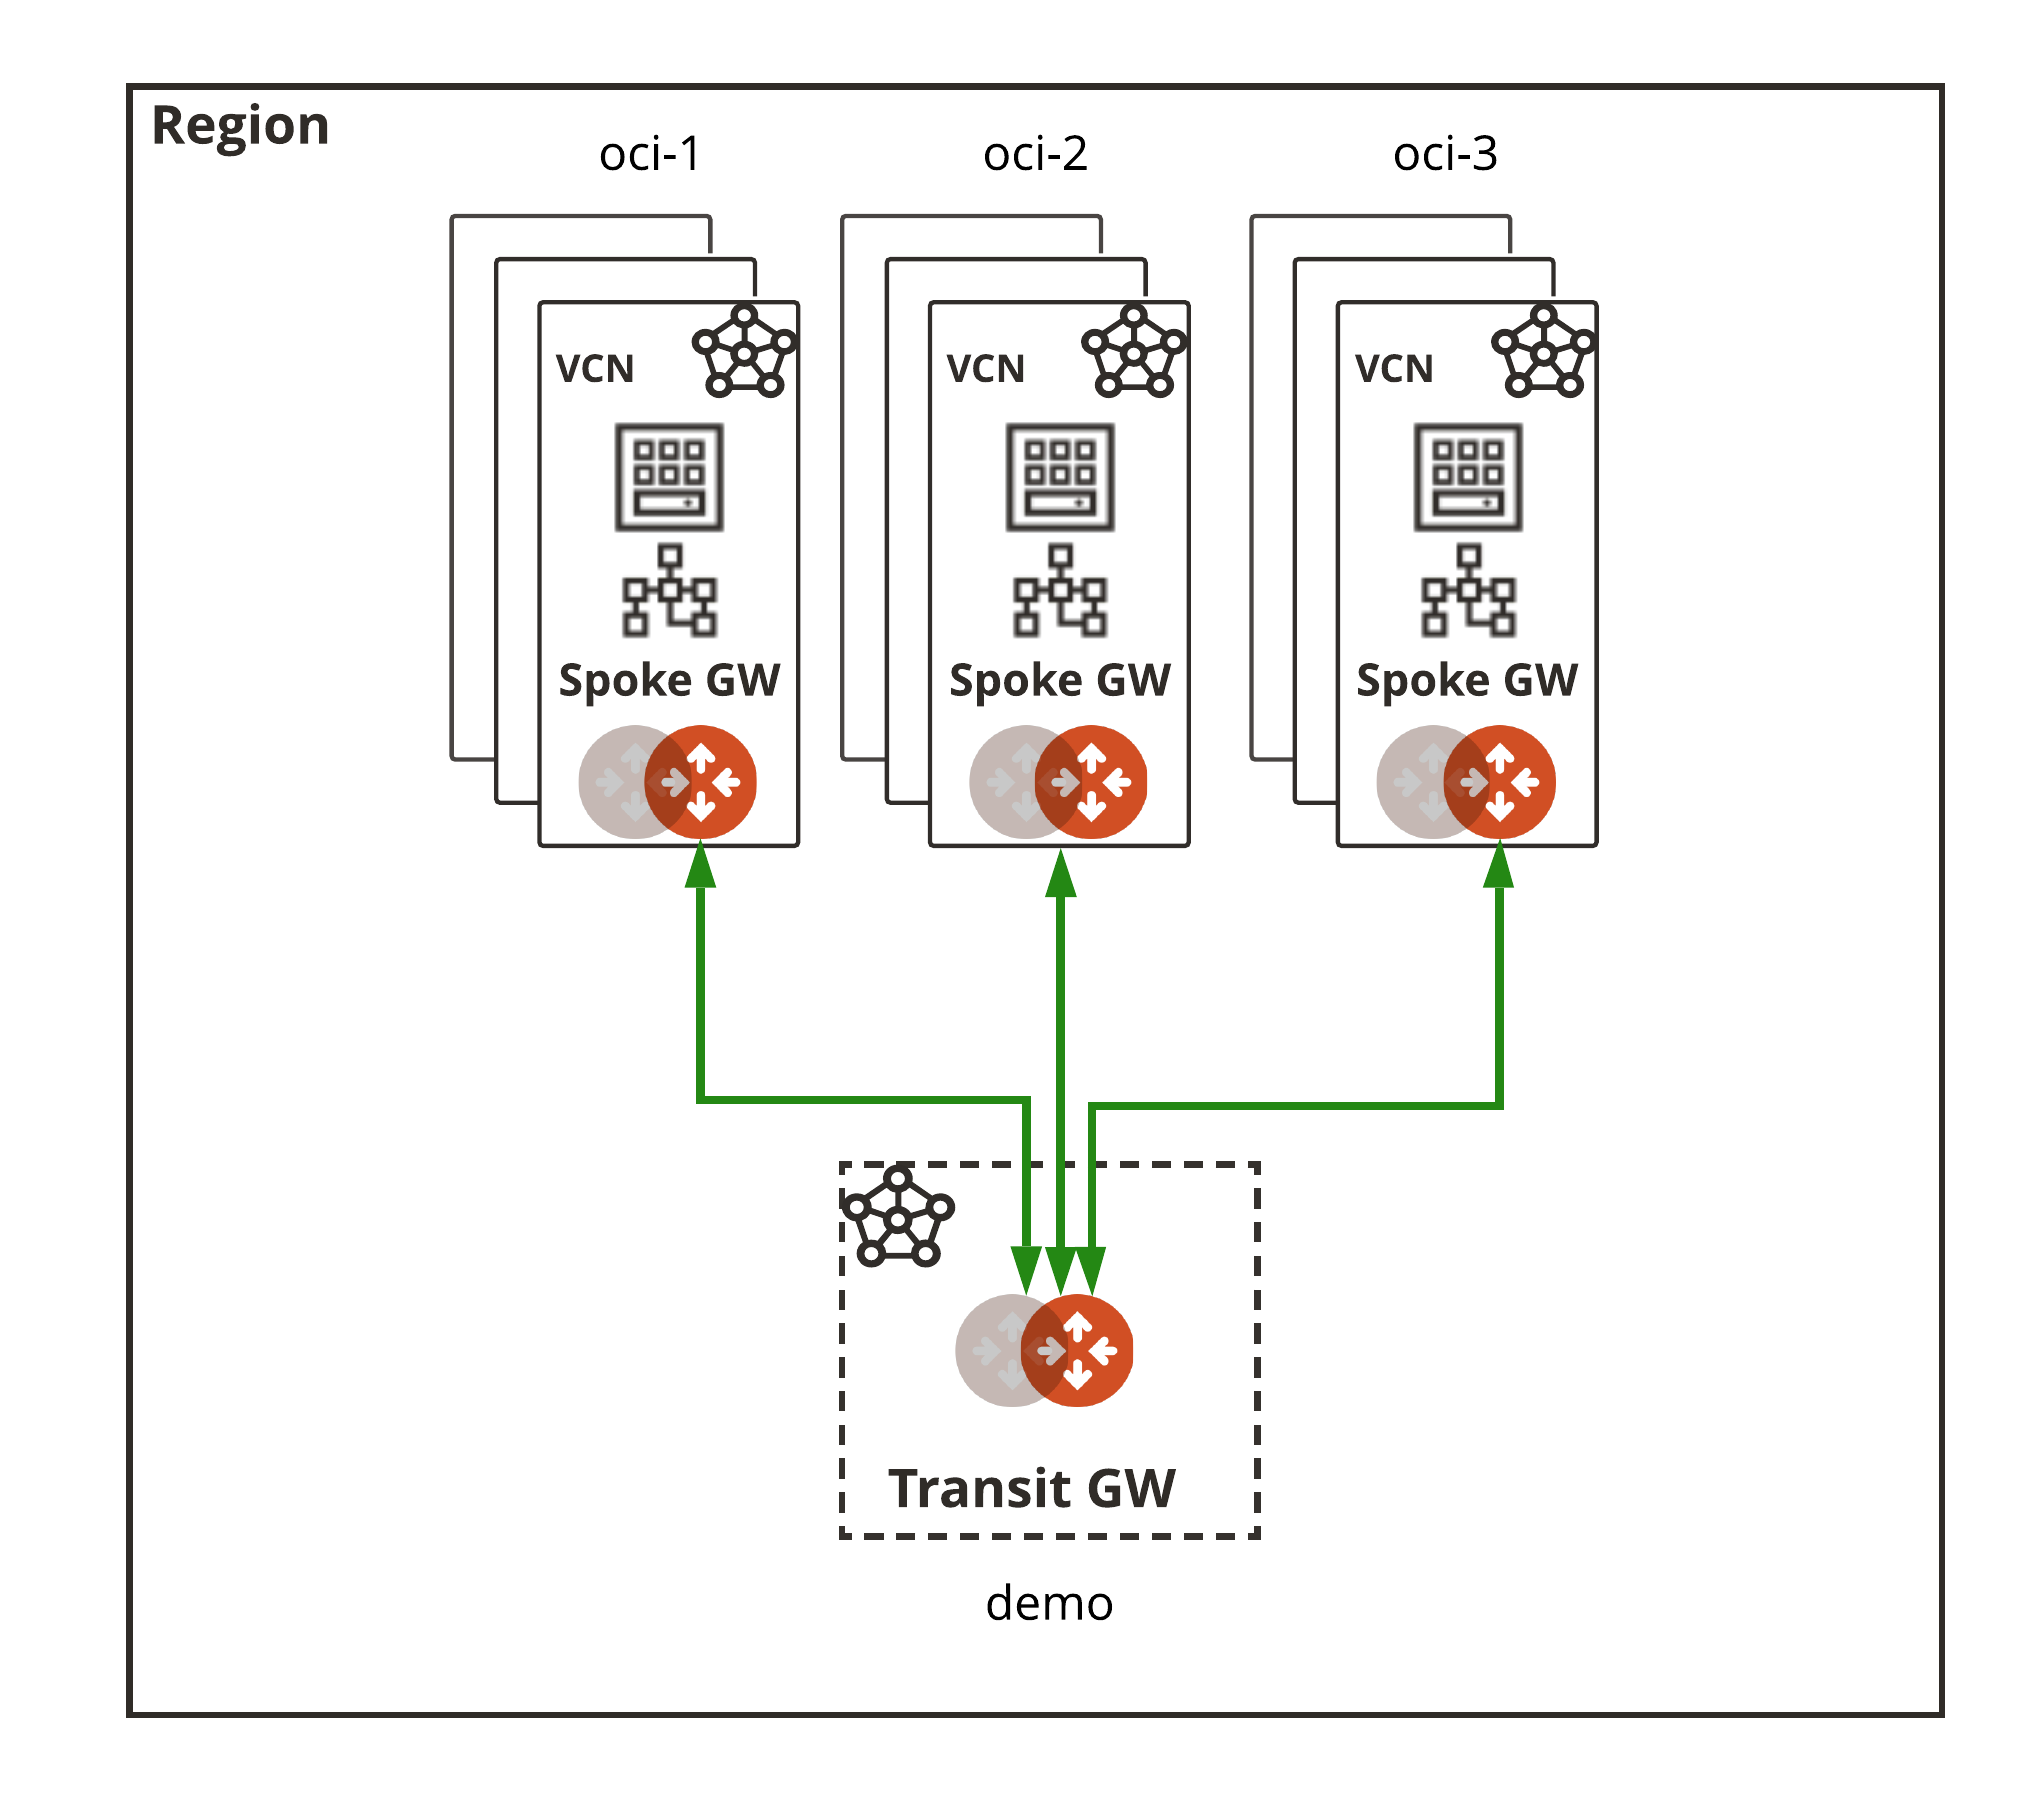 Region
oci-1
oci-2
oci-3
VCN
VCN
VCN
Spoke GW
Spoke GW
Spoke GW
Transit GW
demo